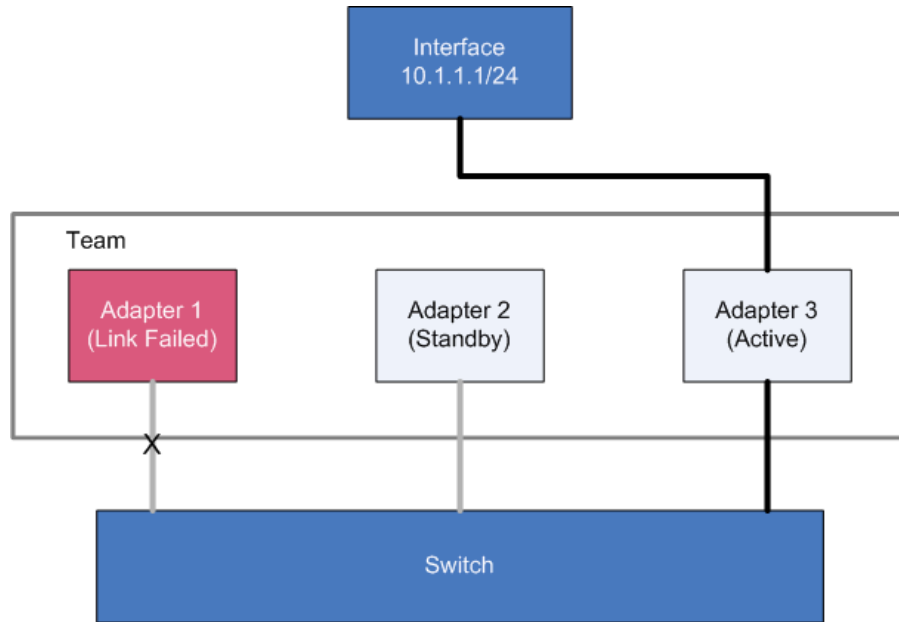 Interface
10.1.1.1/24
Team
Adapter 1
(Link Failed)
Adapter 2
(Standby)
Adapter 3
(Active)
X
Switch